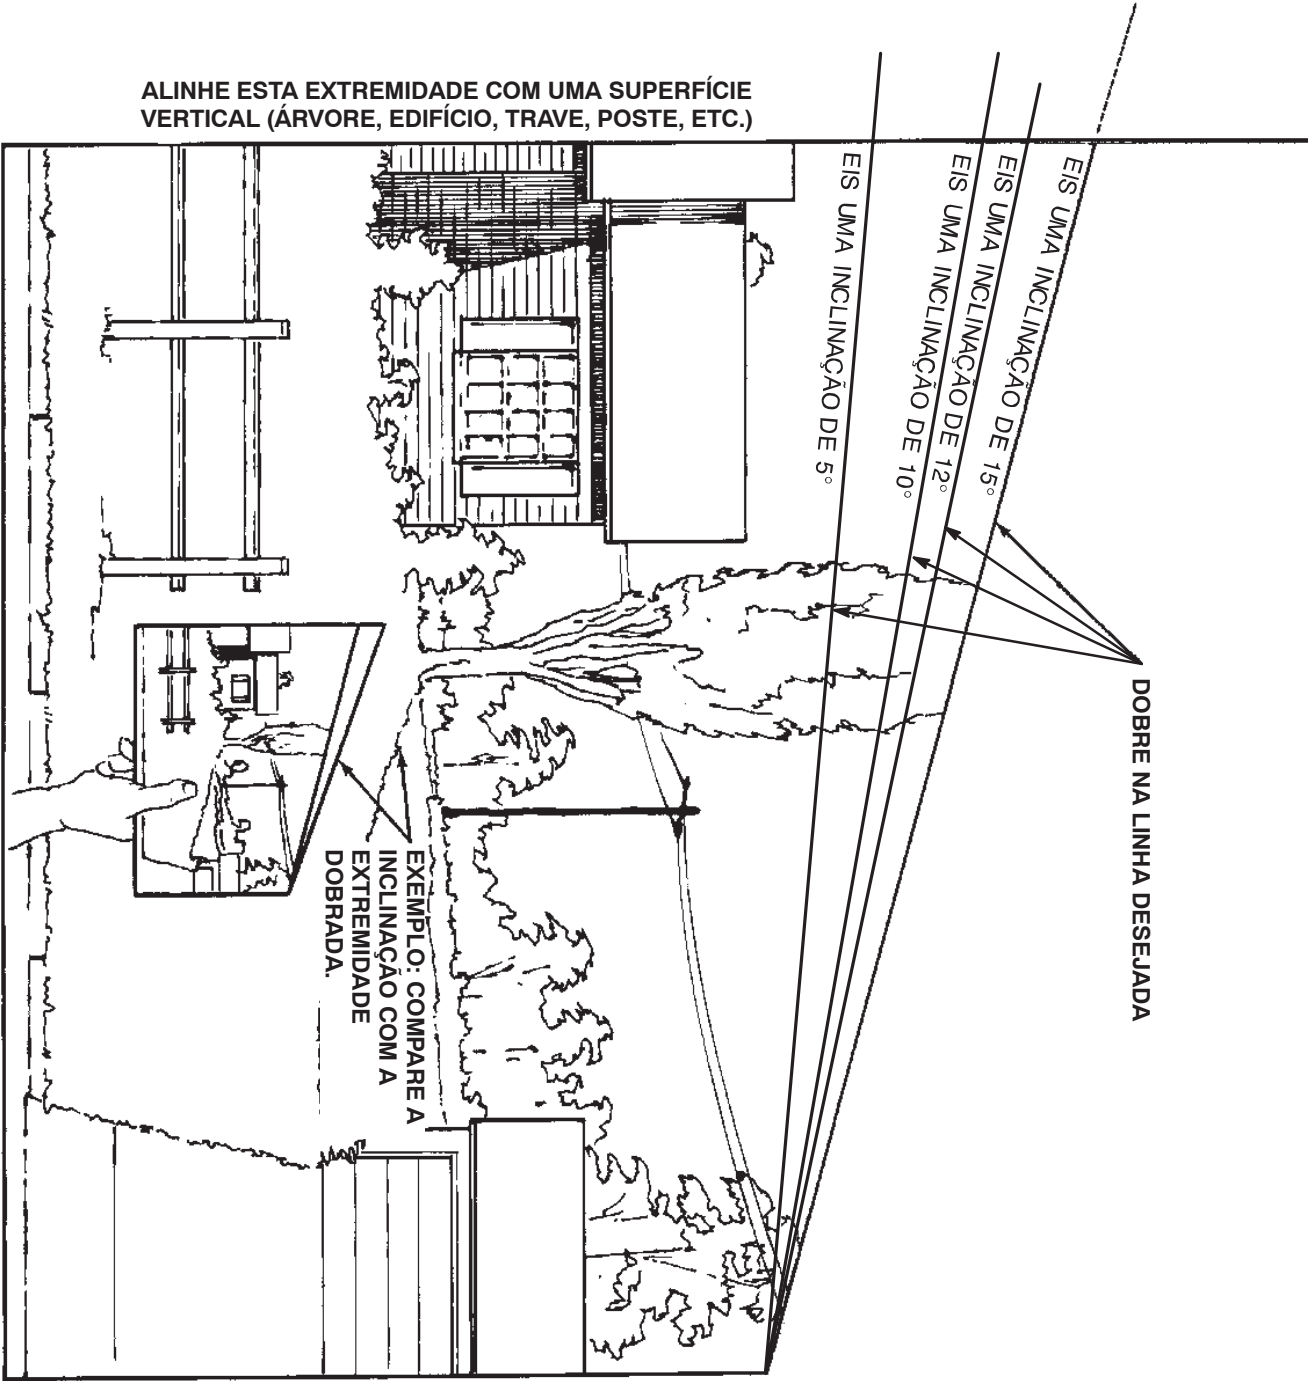 ALINHE ESTA EXTREMIDADE COM UMA SUPERFÍCIE
VERTICAL (ÁRVORE, EDIFÍCIO, TRAVE, POSTE, ETC.)
EIS UMA INCLINAÇÃO DE 15°
EIS UMA INCLINAÇÃO DE 12°
EIS UMA INCLINAÇÃO DE 10°
EIS UMA INCLINAÇÃO DE 5°
DOBRE NA LINHA DESEJADA
EXEMPLO: COMPARE A
INCLINAÇÃO COM A
EXTREMIDADE
DOBRADA.